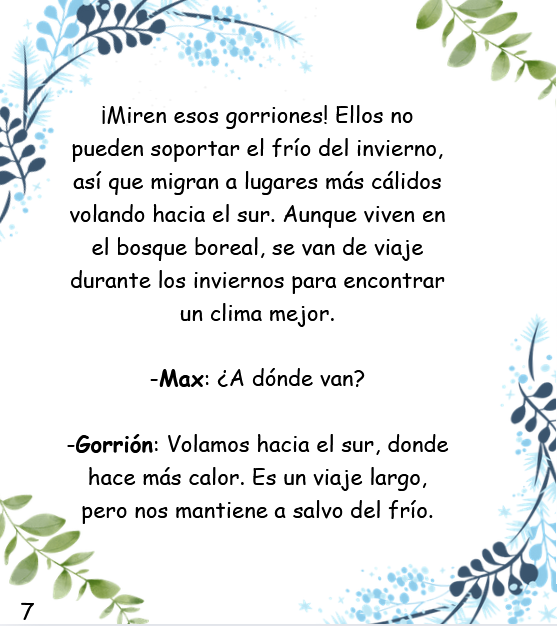 ¡Miren esos gorriones! Ellos no
pueden soportar el frío del invierno,
así que migran a lugares más cálidos
volando hacia el sur. Aunque viven en
el bosque boreal, se van de viaje
durante los inviernos para encontrar
un clima mejor.
-Max: ¿A dónde van?
-Gorrión: Volamos hacia el sur, donde
hace más calor. Es un viaje largo,
pero nos mantiene a salvo del frío.
7